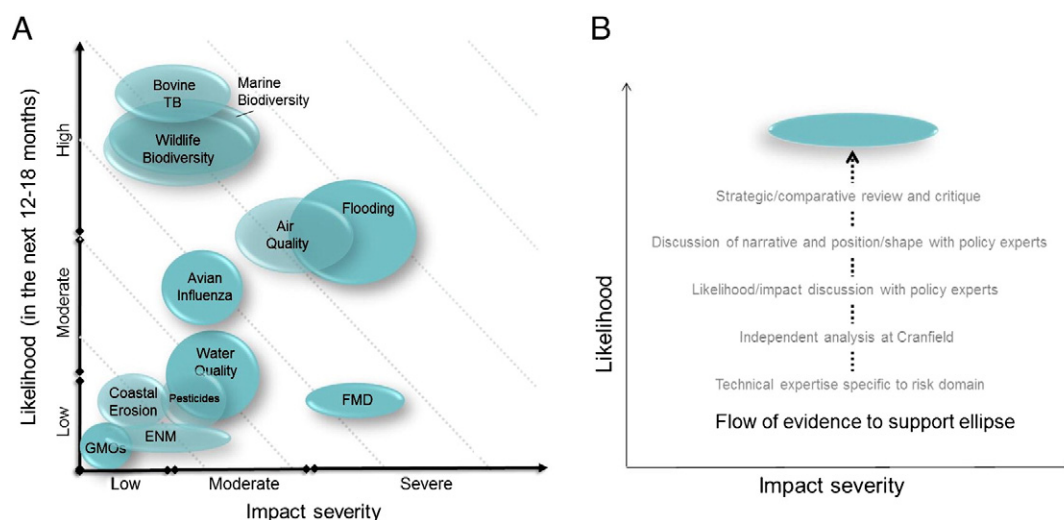 A
Likelihood (in the next 12-18 months)
High
Moderate
Low
Bovine
TB
Marine
Biodiversity
Wildlife
Biodiversity
Flooding
Air
Quality
Avian
Influenza
Water
Quality
Coastal
Erosion
Pesticides
FMD
ENM
GMOs
Low
Moderate
Severe
Impact severity
B
Likelihood
Strategic/comparative review and critique
Discussion of narrative and position/shape with policy experts
Likelihood/impact discussion with policy experts
Independent analysis at Cranfield
Technical expertise specific to risk domain
Flow of evidence to support ellipse
Impact severity